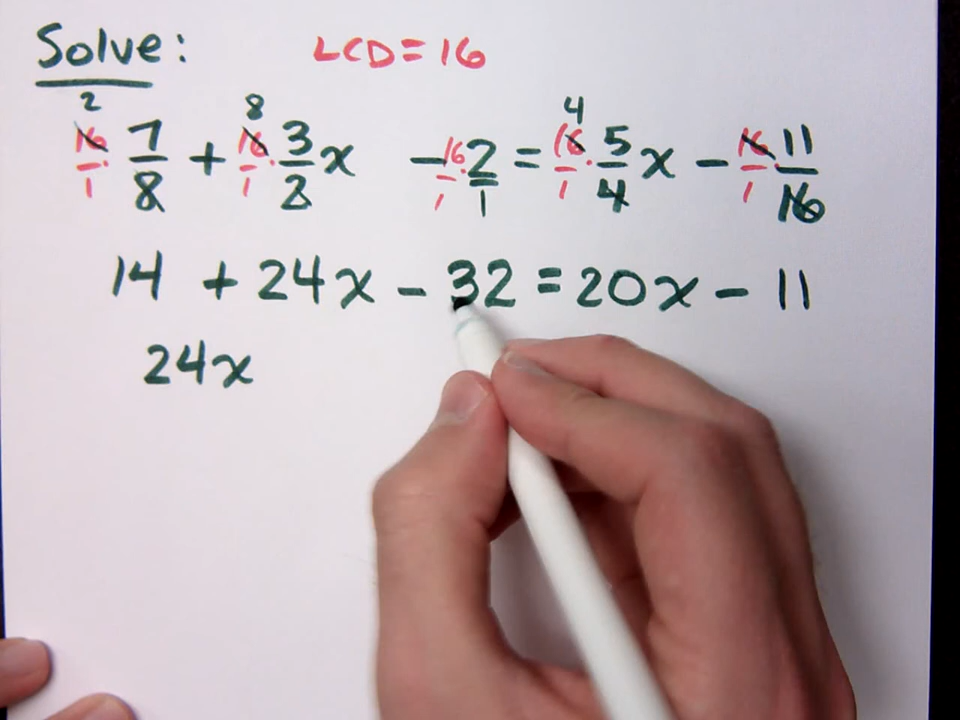 Solve: LCD = 16
2 8 4
16/1 · 7/8 + 16/1 · 3/2 x - 16/1 · 2/1 = 16/1 · 5/4 x - 16/1 · 11/16
14 + 24x - 32 = 20x - 11
24x